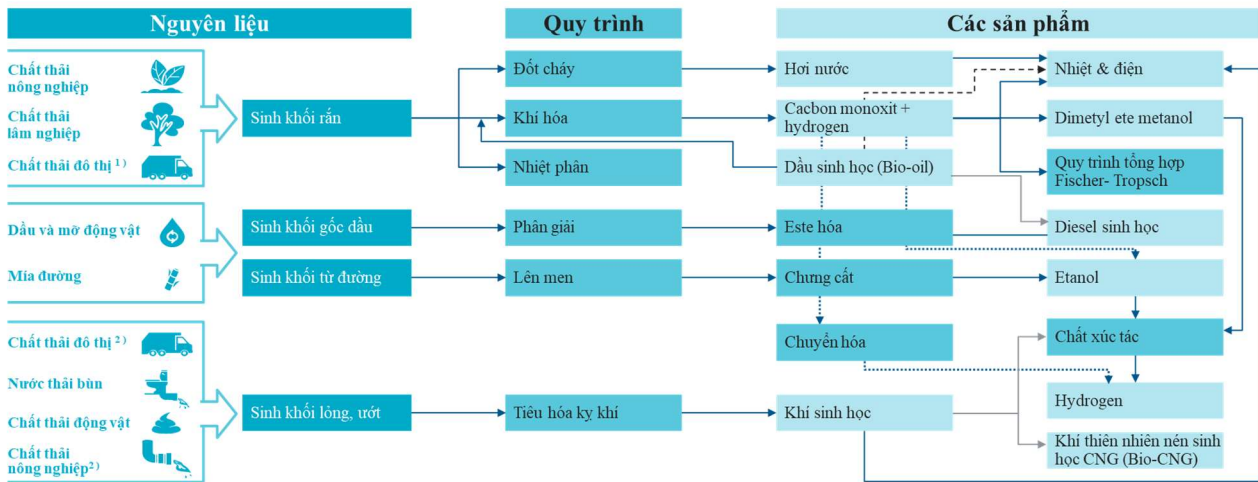 Nguyên liệu
Quy trình
Các sản phẩm
Chất thải
nông nghiệp
Chất thải
lâm nghiệp
Chất thải đô thị 1)
Sinh khối rắn
Đốt cháy
Khí hóa
Nhiệt phân
Hơi nước
Cacbon monoxit +
hydrogen
Dầu sinh học (Bio-oil)
Nhiệt & điện
Dimetyl ete metanol
Quy trình tổng hợp
Fischer- Tropsch
Dầu và mỡ động vật
Mía đường
Sinh khối gốc dầu
Phân giải
Este hóa
Diesel sinh học
Sinh khối từ đường
Lên men
Chưng cất
Etanol
Chuyển hóa
Chất xúc tác
Hydrogen
Chất thải đô thị 2)
Nước thải bùn
Chất thải động vật
Chất thải
nông nghiệp2)
Sinh khối lỏng, ướt
Tiêu hóa kỵ khí
Khí sinh học
Khí thiên nhiên nén sinh
học CNG (Bio-CNG)